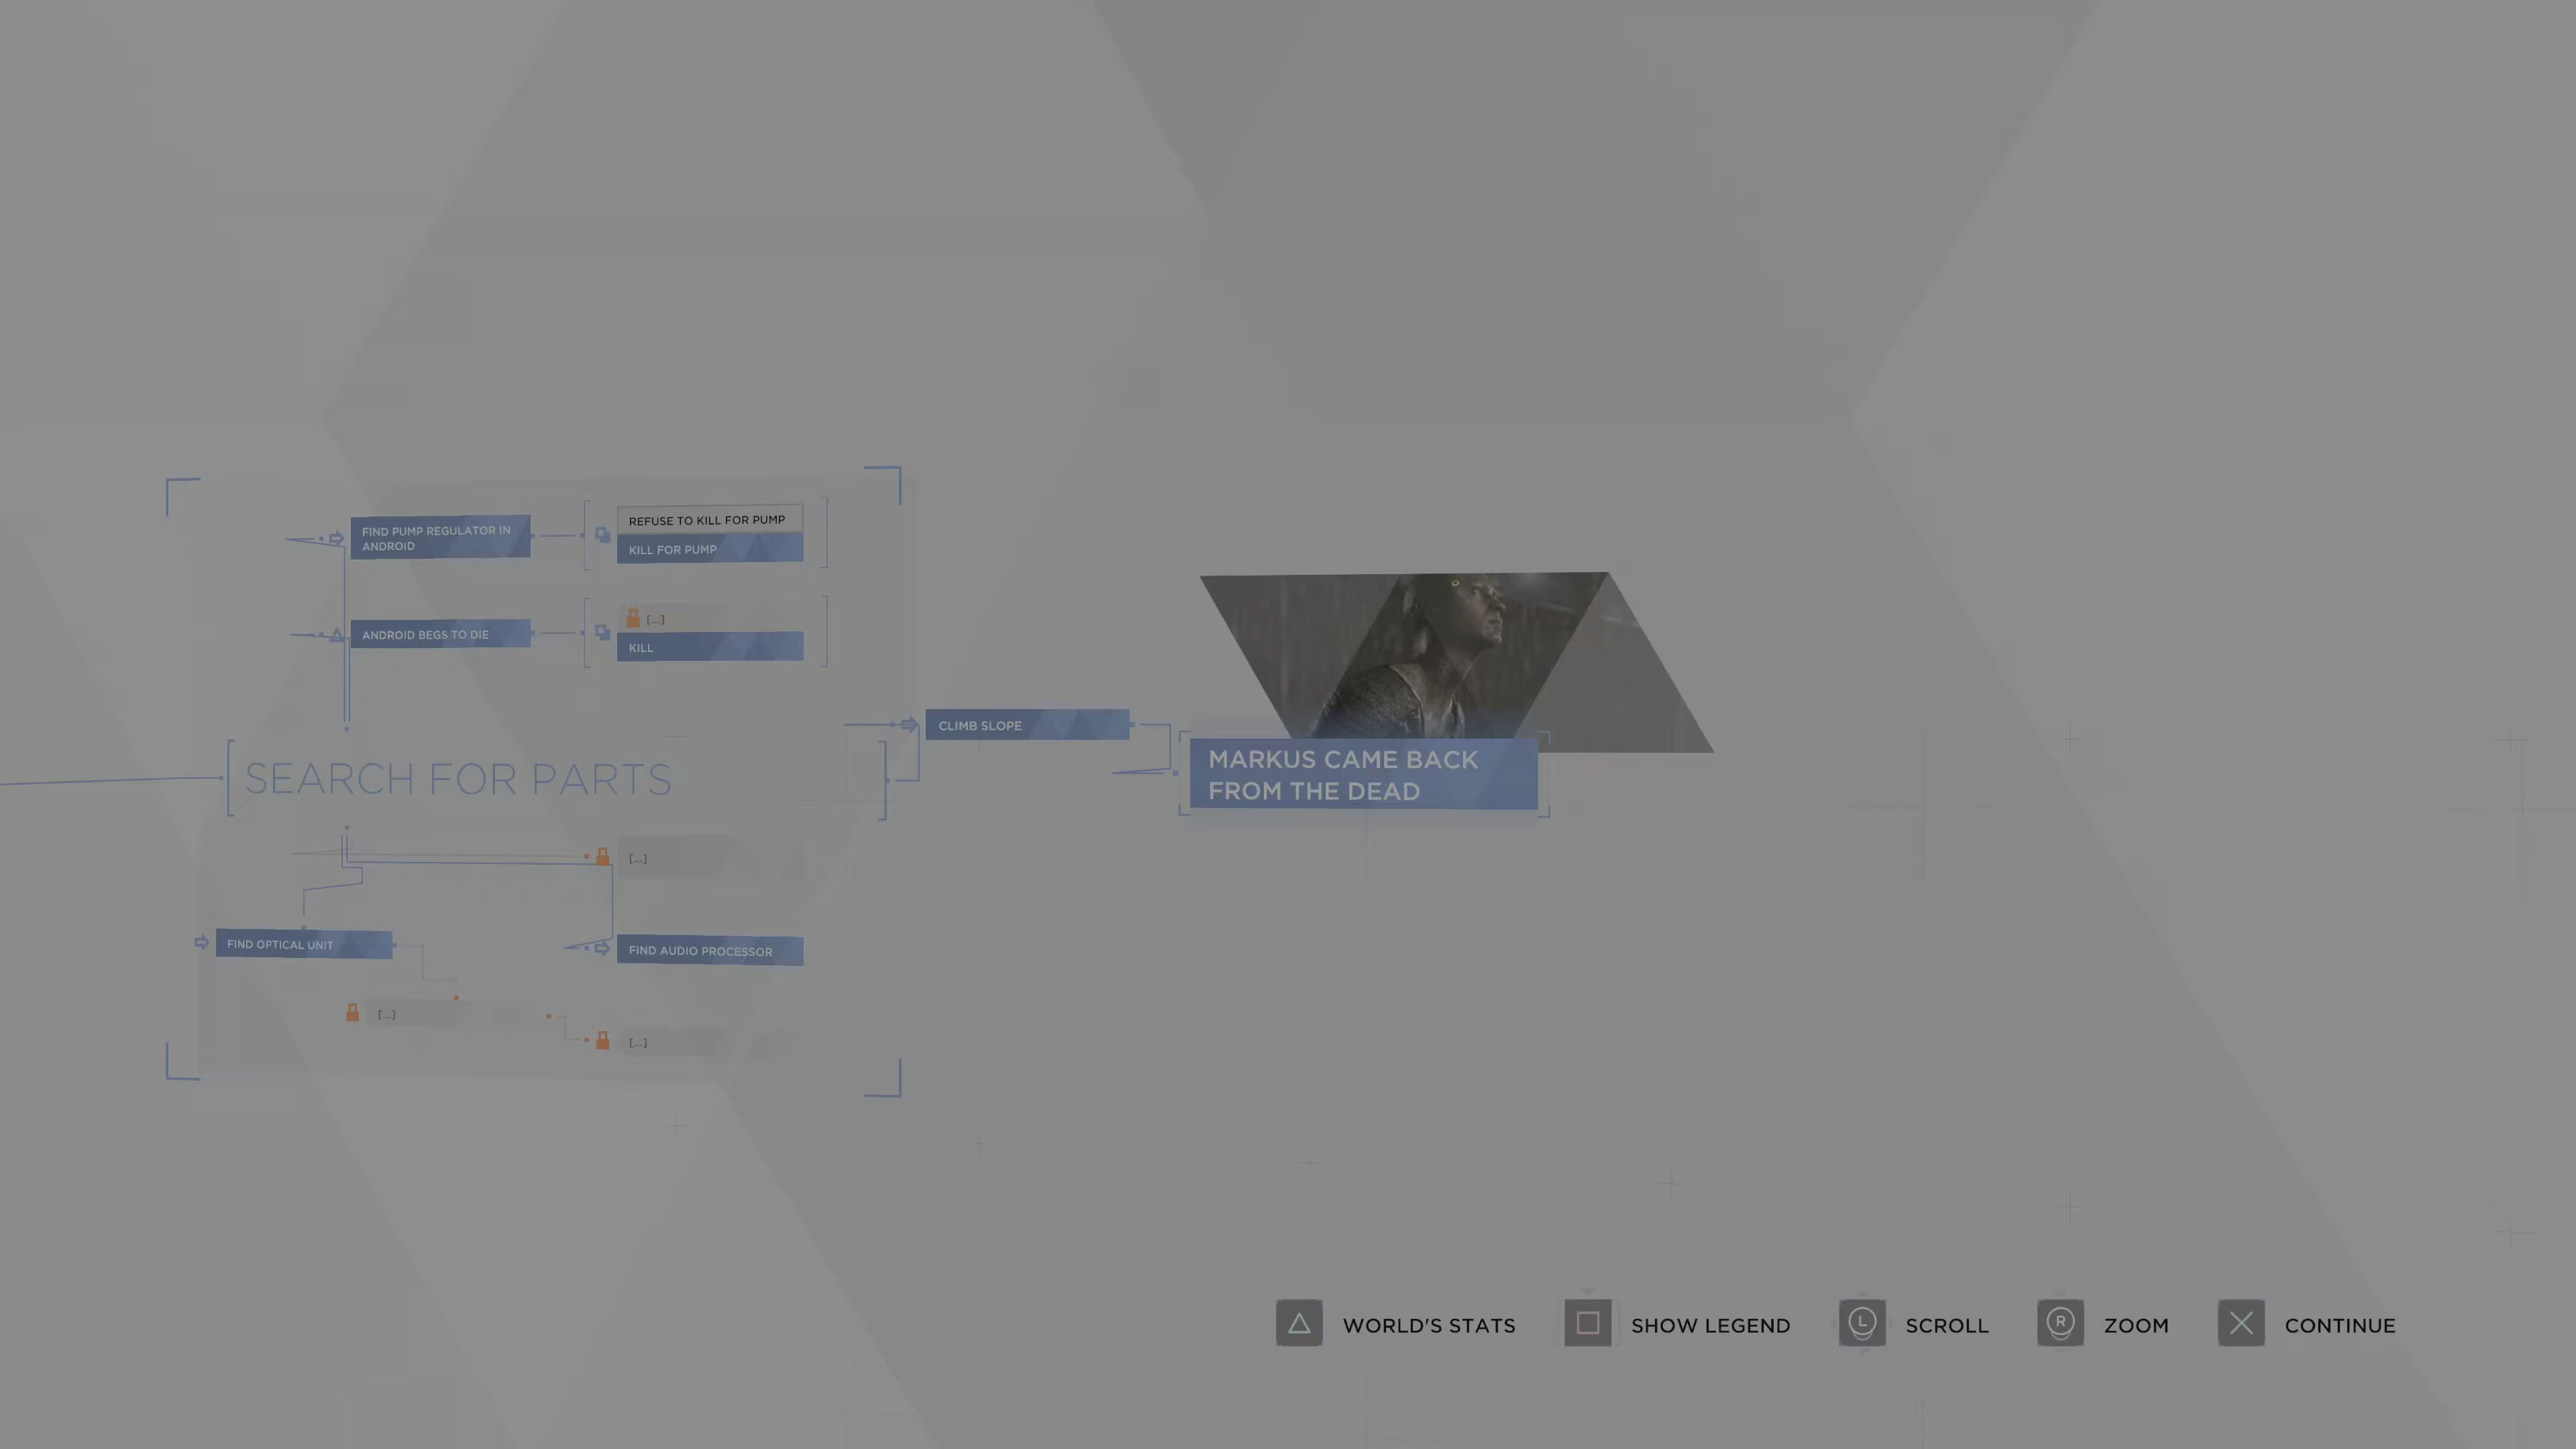 FIND PUMP REGULATOR IN
ANDROID
REFUSE TO KILL FOR PUMP
KILL FOR PUMP
ANDROID BEGS TO DIE
[...]
KILL
SEARCH FOR PARTS
CLIMB SLOPE
MARKUS CAME BACK
FROM THE DEAD
[...]
FIND OPTICAL UNIT
FIND AUDIO PROCESSOR
[...]
[...]
WORLD'S STATS
SHOW LEGEND
L SCROLL
R ZOOM
CONTINUE